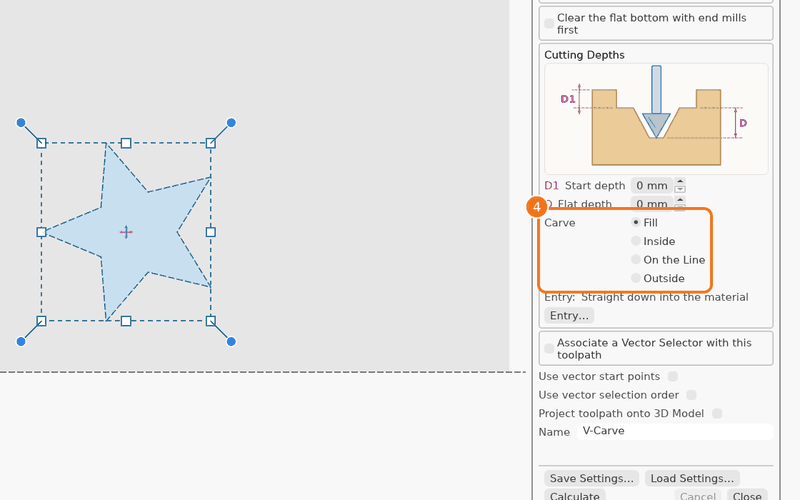 Clear the flat bottom with end mills
first
Cutting Depths
D1
D
D1 Start depth 0 mm
D Flat depth 0 mm
4
Carve
Fill
Inside
On the Line
Outside
Entry: Straight down into the material
Entry...
Associate a Vector Selector with this
toolpath
Use vector start points
Use vector selection order
Project toolpath onto 3D Model
Name V-Carve
Save Settings...
Load Settings...
Calculate
Cancel
Close